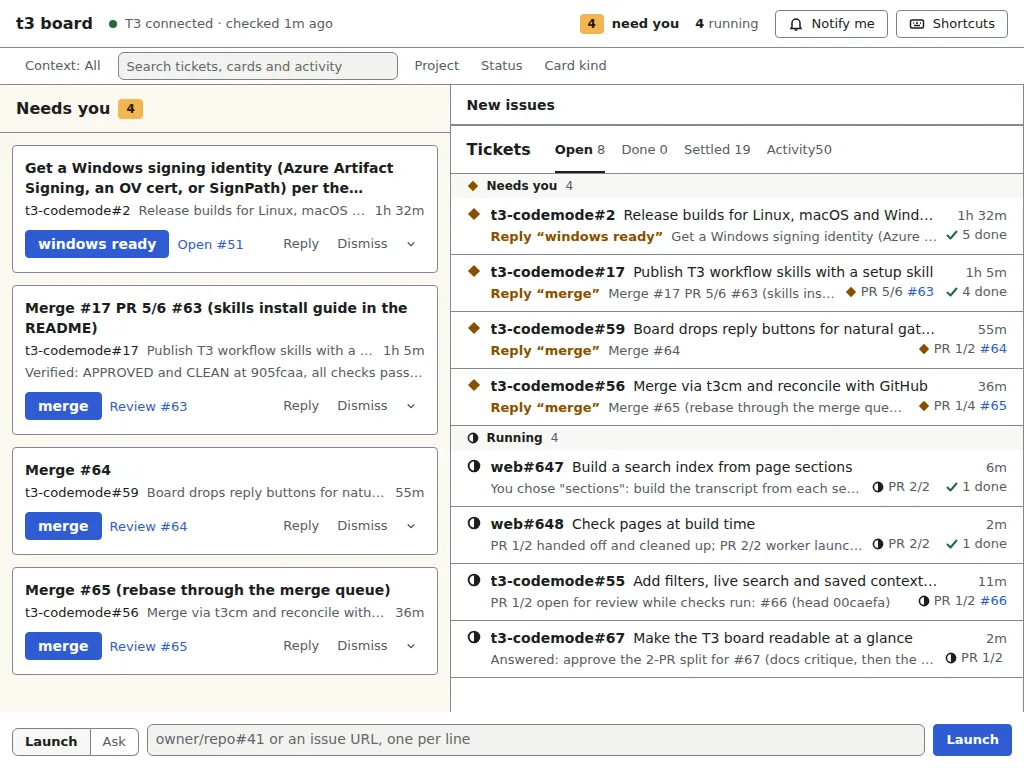 t3 board T3 connected · checked 1m ago 4 need you 4 running Notify me Shortcuts
Context: All Search tickets, cards and activity Project Status Card kind
Needs you 4
Get a Windows signing identity (Azure Artifact
Signing, an OV cert, or SignPath) per the…
t3-codemode#2 Release builds for Linux, macOS … 1h 32m
windows ready Open #51 Reply Dismiss
Merge #17 PR 5/6 #63 (skills install guide in the
README)
t3-codemode#17 Publish T3 workflow skills with a … 1h 5m
Verified: APPROVED and CLEAN at 905fcaa, all checks pass…
merge Review #63 Reply Dismiss
Merge #64
t3-codemode#59 Board drops reply buttons for natu… 55m
merge Review #64 Reply Dismiss
Merge #65 (rebase through the merge queue)
t3-codemode#56 Merge via t3cm and reconcile with… 36m
merge Review #65 Reply Dismiss
New issues
Tickets Open 8 Done 0 Settled 19 Activity50
Needs you 4
t3-codemode#2 Release builds for Linux, macOS and Wind… 1h 32m
Reply “windows ready” Get a Windows signing identity (Azure … 5 done
t3-codemode#17 Publish T3 workflow skills with a setup skill 1h 5m
Reply “merge” Merge #17 PR 5/6 #63 (skills ins… PR 5/6 #63 4 done
t3-codemode#59 Board drops reply buttons for natural gat… 55m
Reply “merge” Merge #64 PR 1/2 #64
t3-codemode#56 Merge via t3cm and reconcile with GitHub 36m
Reply “merge” Merge #65 (rebase through the merge que… PR 1/4 #65
Running 4
web#647 Build a search index from page sections 6m
You chose "sections": build the transcript from each se… PR 2/2 1 done
web#648 Check pages at build time 2m
PR 1/2 handed off and cleaned up; PR 2/2 worker launc… PR 2/2 1 done
t3-codemode#55 Add filters, live search and saved context… 11m
PR 1/2 open for review while checks run: #66 (head 00caefa) PR 1/2 #66
t3-codemode#67 Make the T3 board readable at a glance 2m
Answered: approve the 2-PR split for #67 (docs critique, then the … PR 1/2
Launch Ask owner/repo#41 or an issue URL, one per line Launch